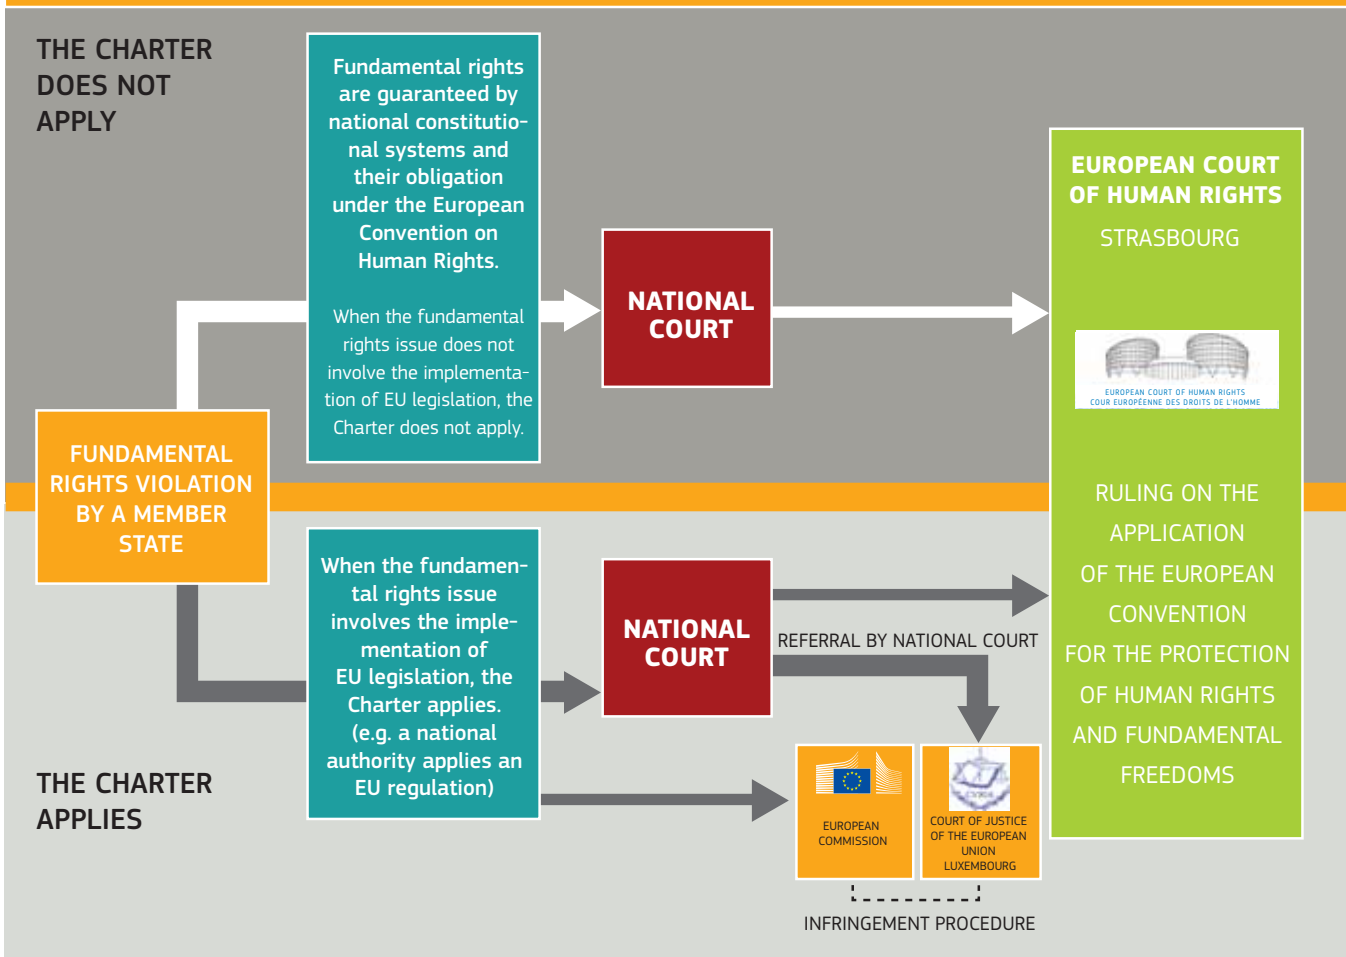 THE CHARTER
DOES NOT
APPLY
Fundamental rights
are guaranteed by
national constitutio-
nal systems and
their obligation
under the European
Convention on
Human Rights.
When the fundamental
rights issue does not
involve the implementa-
tion of EU legislation, the
Charter does not apply.
NATIONAL
COURT
EUROPEAN COURT
OF HUMAN RIGHTS
STRASBOURG
EUROPEAN COURT OF HUMAN RIGHTS
COUR EUROPÉENNE DES DROITS DE L'HOMME
RULING ON THE
APPLICATION
OF THE EUROPEAN
CONVENTION
FOR THE PROTECTION
OF HUMAN RIGHTS
AND FUNDAMENTAL
FREEDOMS
FUNDAMENTAL
RIGHTS VIOLATION
BY A MEMBER
STATE
When the fundamen-
tal rights issue
involves the imple-
mentation of
EU legislation, the
Charter applies.
(e.g. a national
authority applies an
EU regulation)
NATIONAL
COURT
REFERRAL BY NATIONAL COURT
THE CHARTER
APPLIES
EUROPEAN
COMMISSION
CVRIA
COURT OF JUSTICE
OF THE EUROPEAN
UNION
LUXEMBOURG
INFRINGEMENT PROCEDURE